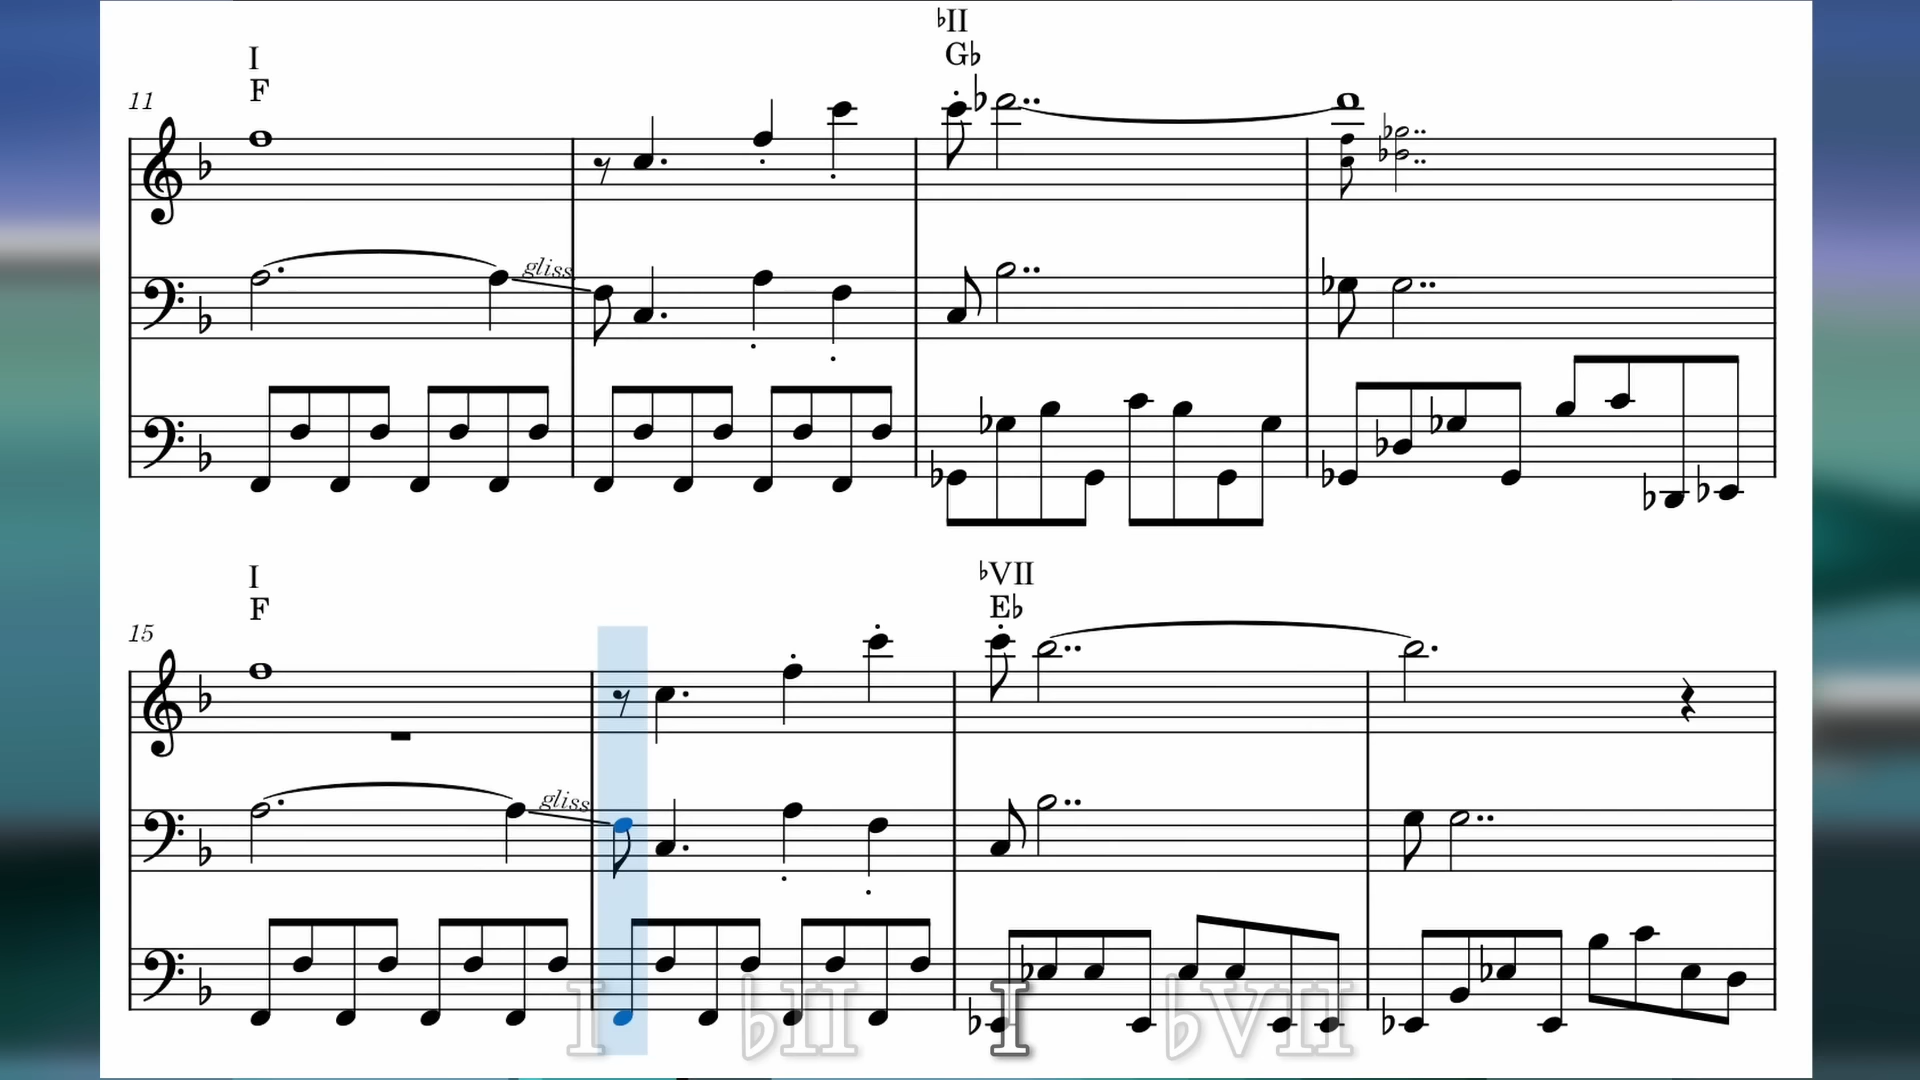 ♭II
I
G♭
F
11
gliss.
I
♭VII
F
E♭
15
gliss.
I ♭II I ♭VII